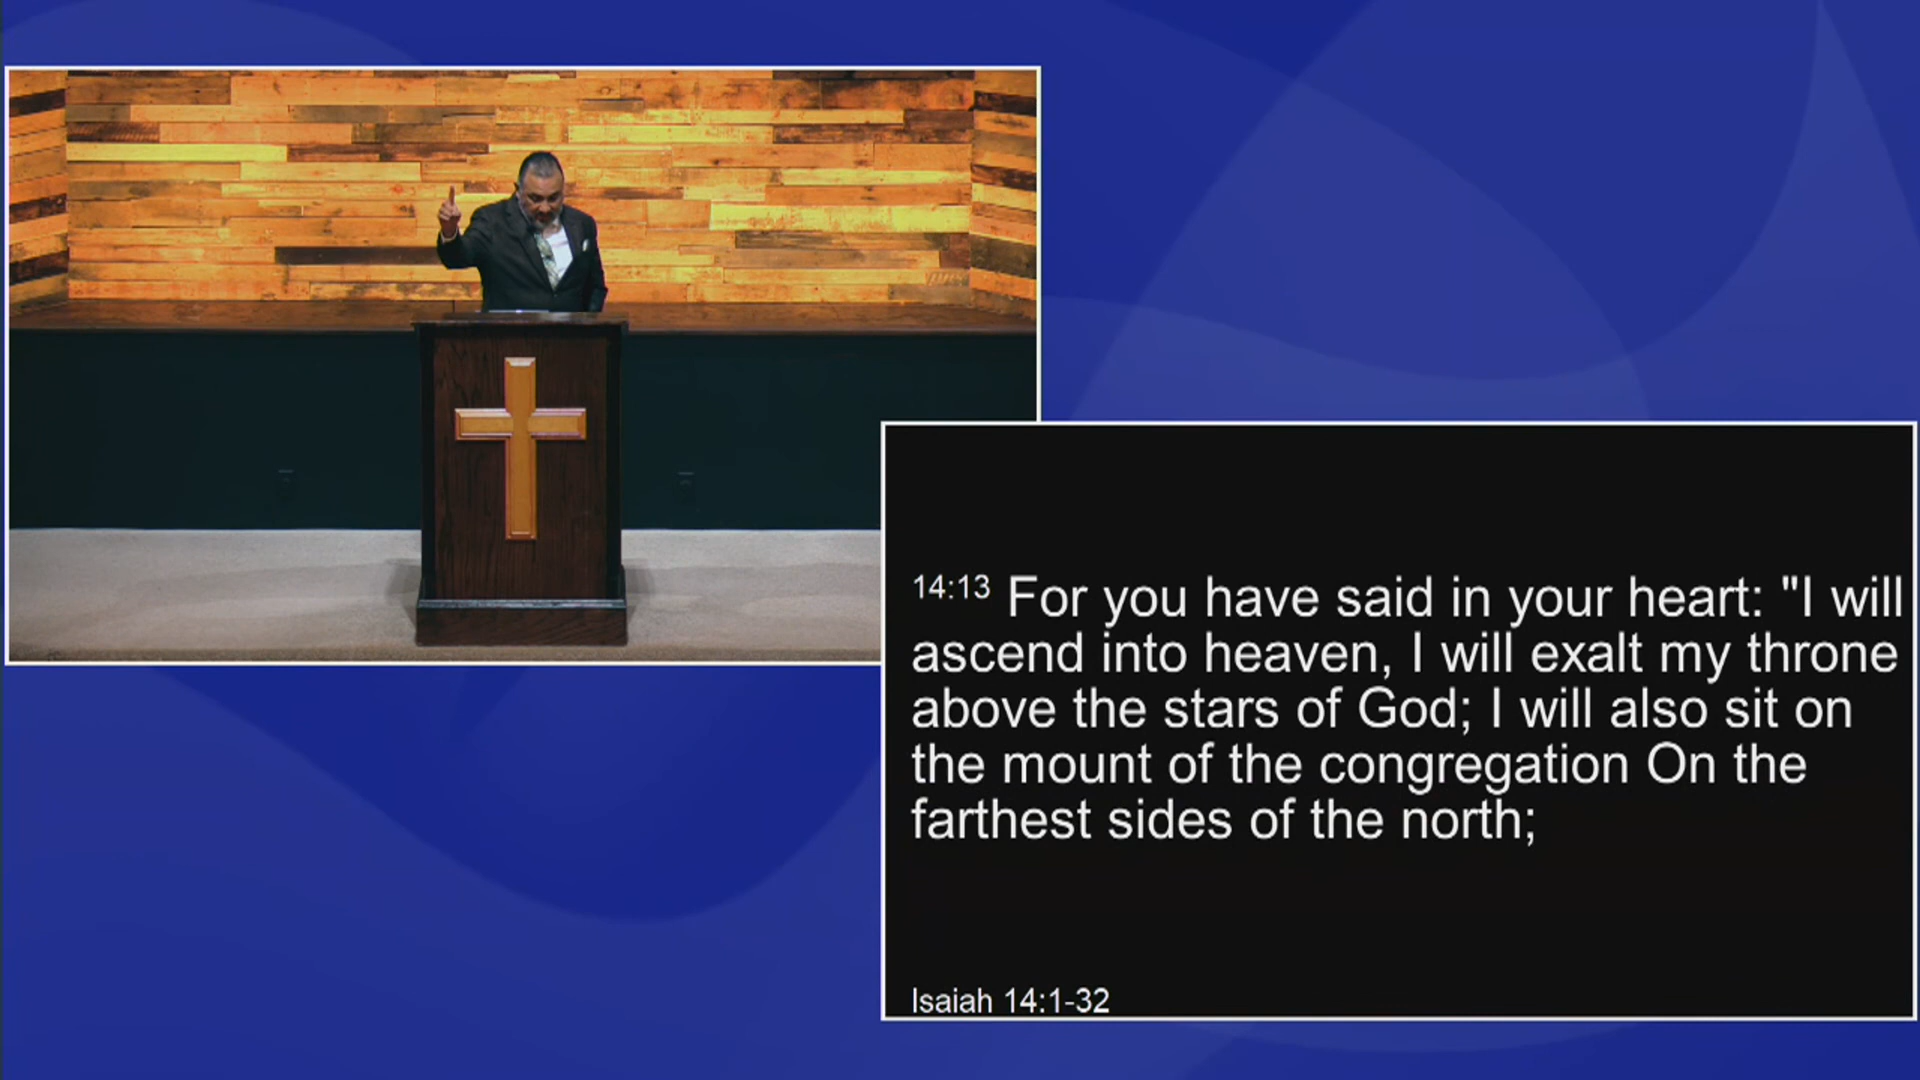 14:13 For you have said in your heart: "I will
ascend into heaven, I will exalt my throne
above the stars of God; I will also sit on
the mount of the congregation On the
farthest sides of the north;
Isaiah 14:1-32